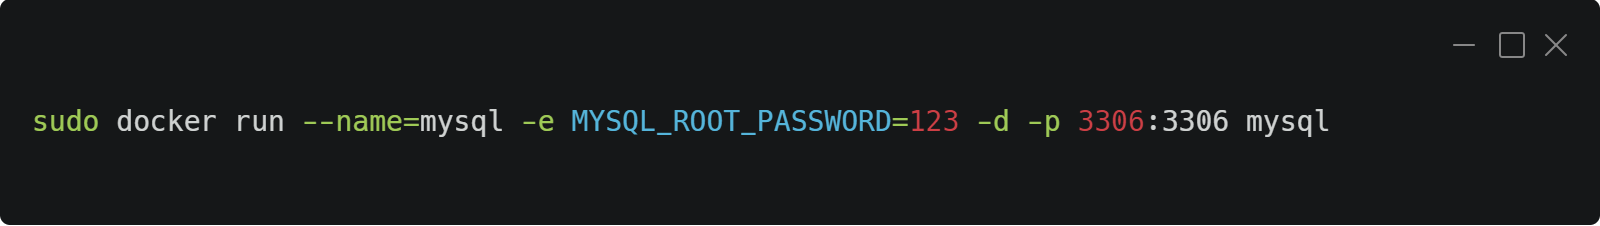 sudo docker run --name=mysql -e MYSQL_ROOT_PASSWORD=123 -d -p 3306:3306 mysql